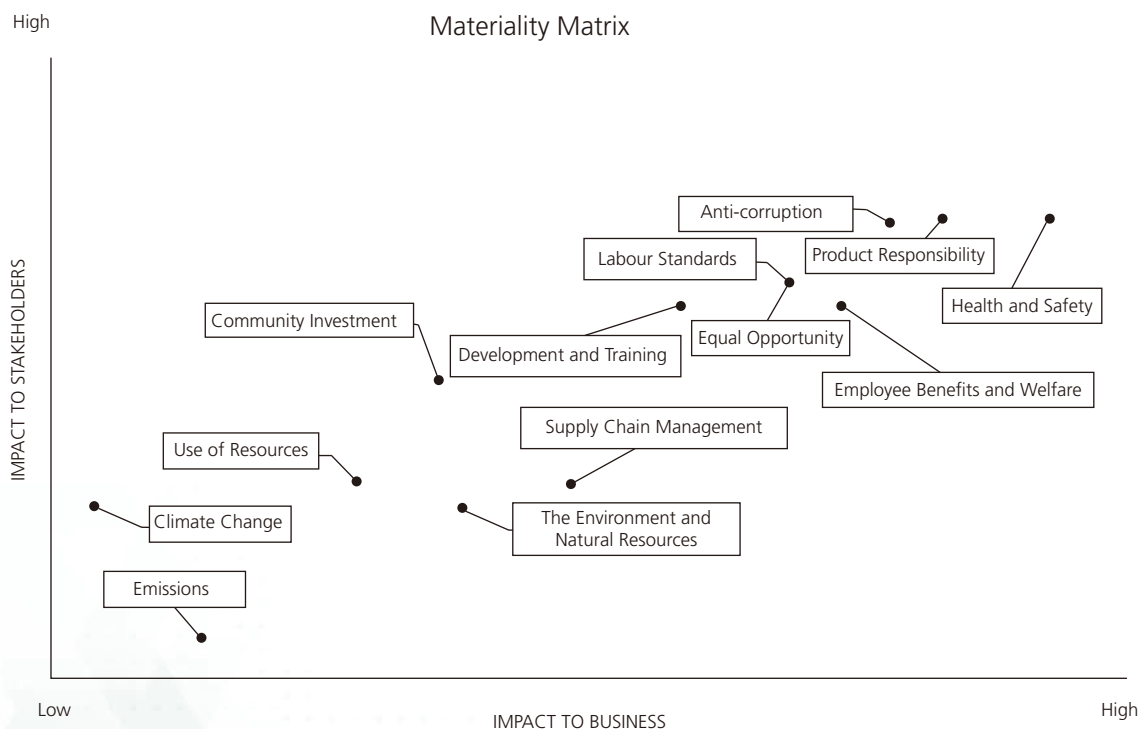 High
Materiality Matrix
IMPACT TO STAKEHOLDERS
Anti-corruption
Labour Standards
Product Responsibility
Health and Safety
Community Investment
Development and Training
Equal Opportunity
Employee Benefits and Welfare
Supply Chain Management
Use of Resources
The Environment and
Natural Resources
Climate Change
Emissions
Low
IMPACT TO BUSINESS
High